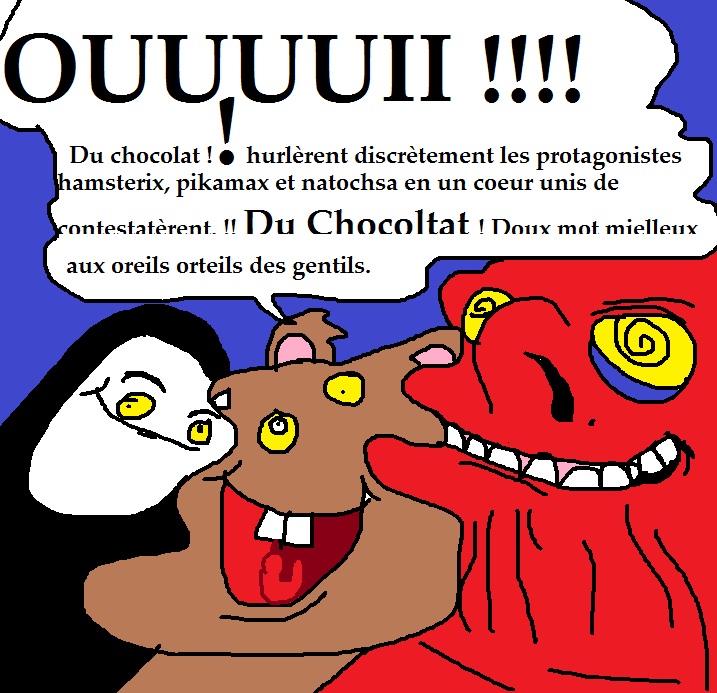 OUUUUUII !!!!
Du chocolat ! ! hurlèrent discrètement les protagonistes
hamsterix, pikamax et natochsa en un coeur unis de
contestatèrent. !! Du Chocoltat ! Doux mot mielleux
aux oreils orteils des gentils.